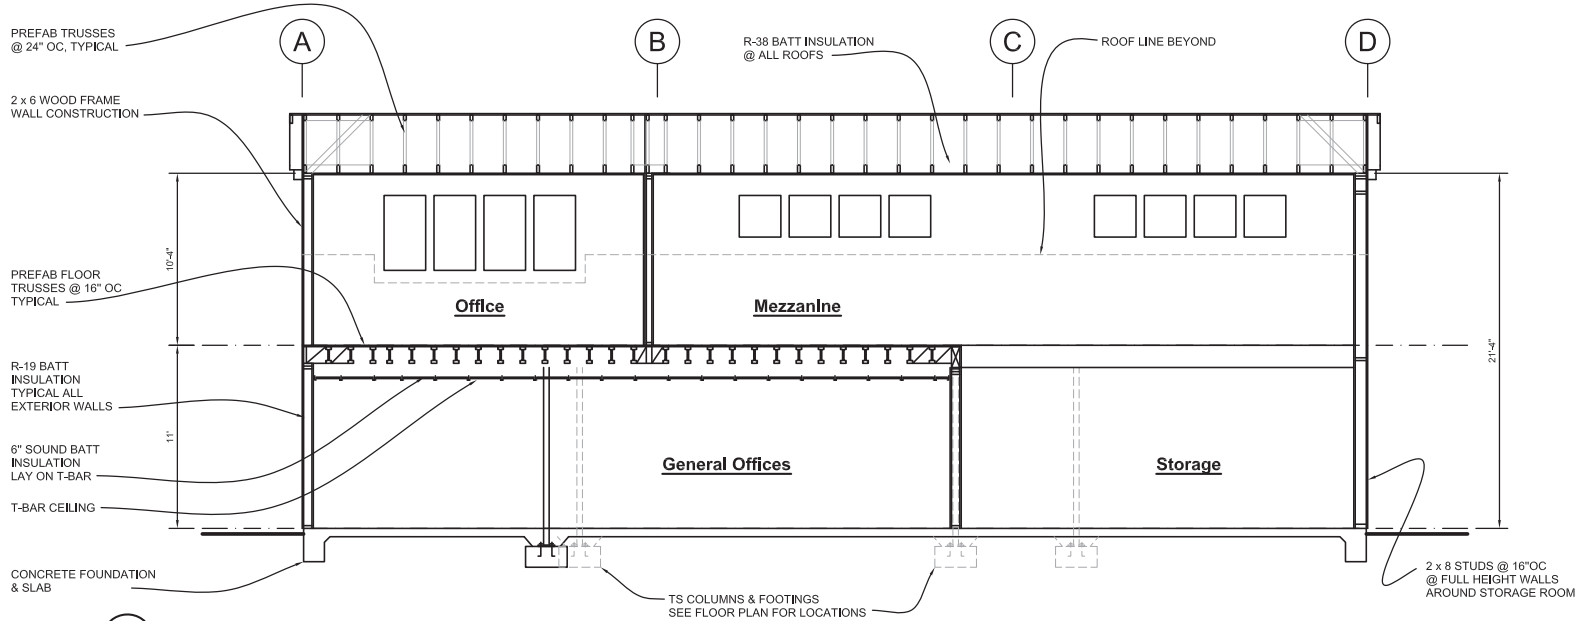 PREFAB TRUSSES
@ 24" OC, TYPICAL
A
B
R-38 BATT INSULATION
@ ALL ROOFS
C
ROOF LINE BEYOND
D
2 x 6 WOOD FRAME
WALL CONSTRUCTION
10'-4"
PREFAB FLOOR
TRUSSES @ 16" OC
TYPICAL
Office
Mezzanine
21'-4"
R-19 BATT
INSULATION
TYPICAL ALL
EXTERIOR WALLS
11'
6" SOUND BATT
INSULATION
LAY ON T-BAR
General Offices
Storage
T-BAR CEILING
CONCRETE FOUNDATION
& SLAB
TS COLUMNS & FOOTINGS
SEE FLOOR PLAN FOR LOCATIONS
2 x 8 STUDS @ 16"OC
@ FULL HEIGHT WALLS
AROUND STORAGE ROOM